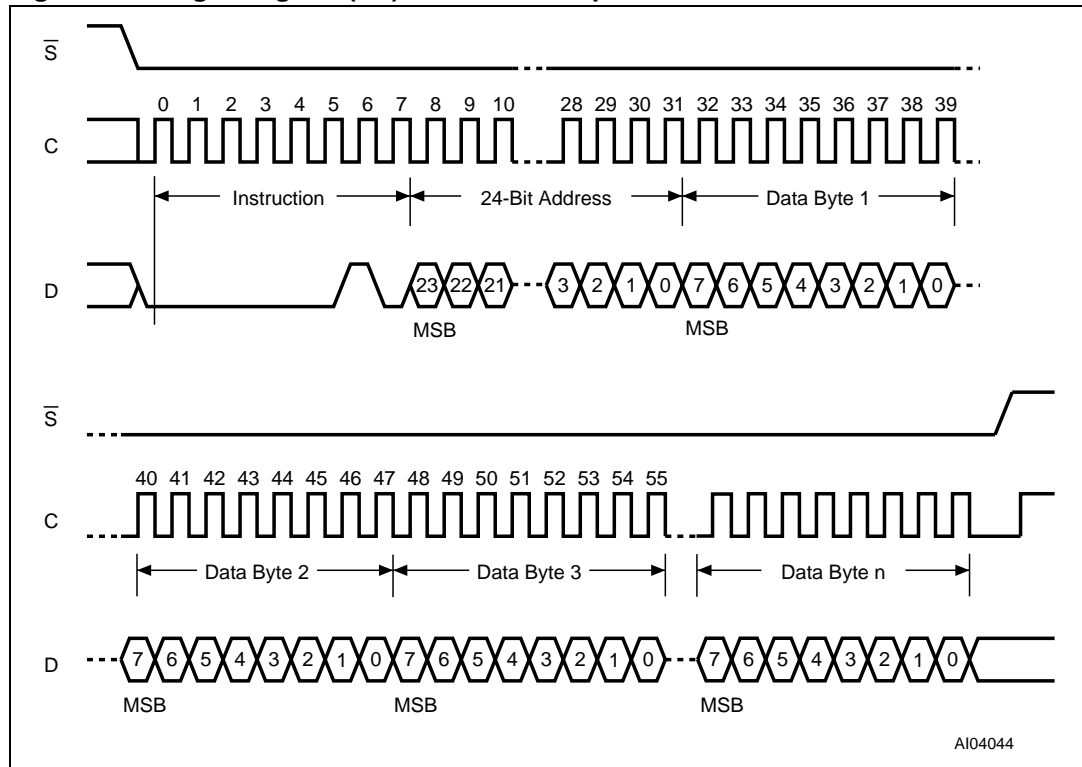 S
0 1 2 3 4 5 6 7 8 9 10 28 29 30 31 32 33 34 35 36 37 38 39
C
Instruction 24-Bit Address Data Byte 1
D 23 22 21 3 2 1 0 7 6 5 4 3 2 1 0
MSB MSB
S
40 41 42 43 44 45 46 47 48 49 50 51 52 53 54 55
C
Data Byte 2 Data Byte 3 Data Byte n
D 7 6 5 4 3 2 1 0 7 6 5 4 3 2 1 0 7 6 5 4 3 2 1 0
MSB MSB MSB
AI04044